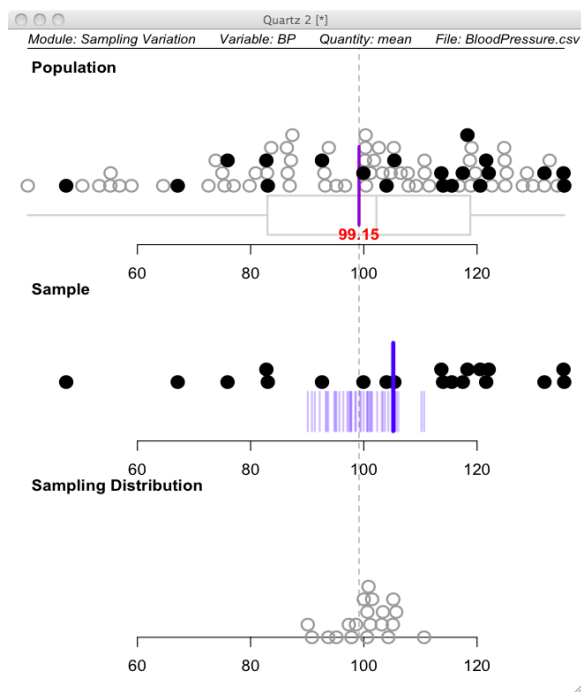 Quartz 2 [*]
Module: Sampling Variation Variable: BP Quantity: mean File: BloodPressure.csv
Population
99.15
60 80 100 120
Sample
60 80 100 120
Sampling Distribution
60 80 100 120